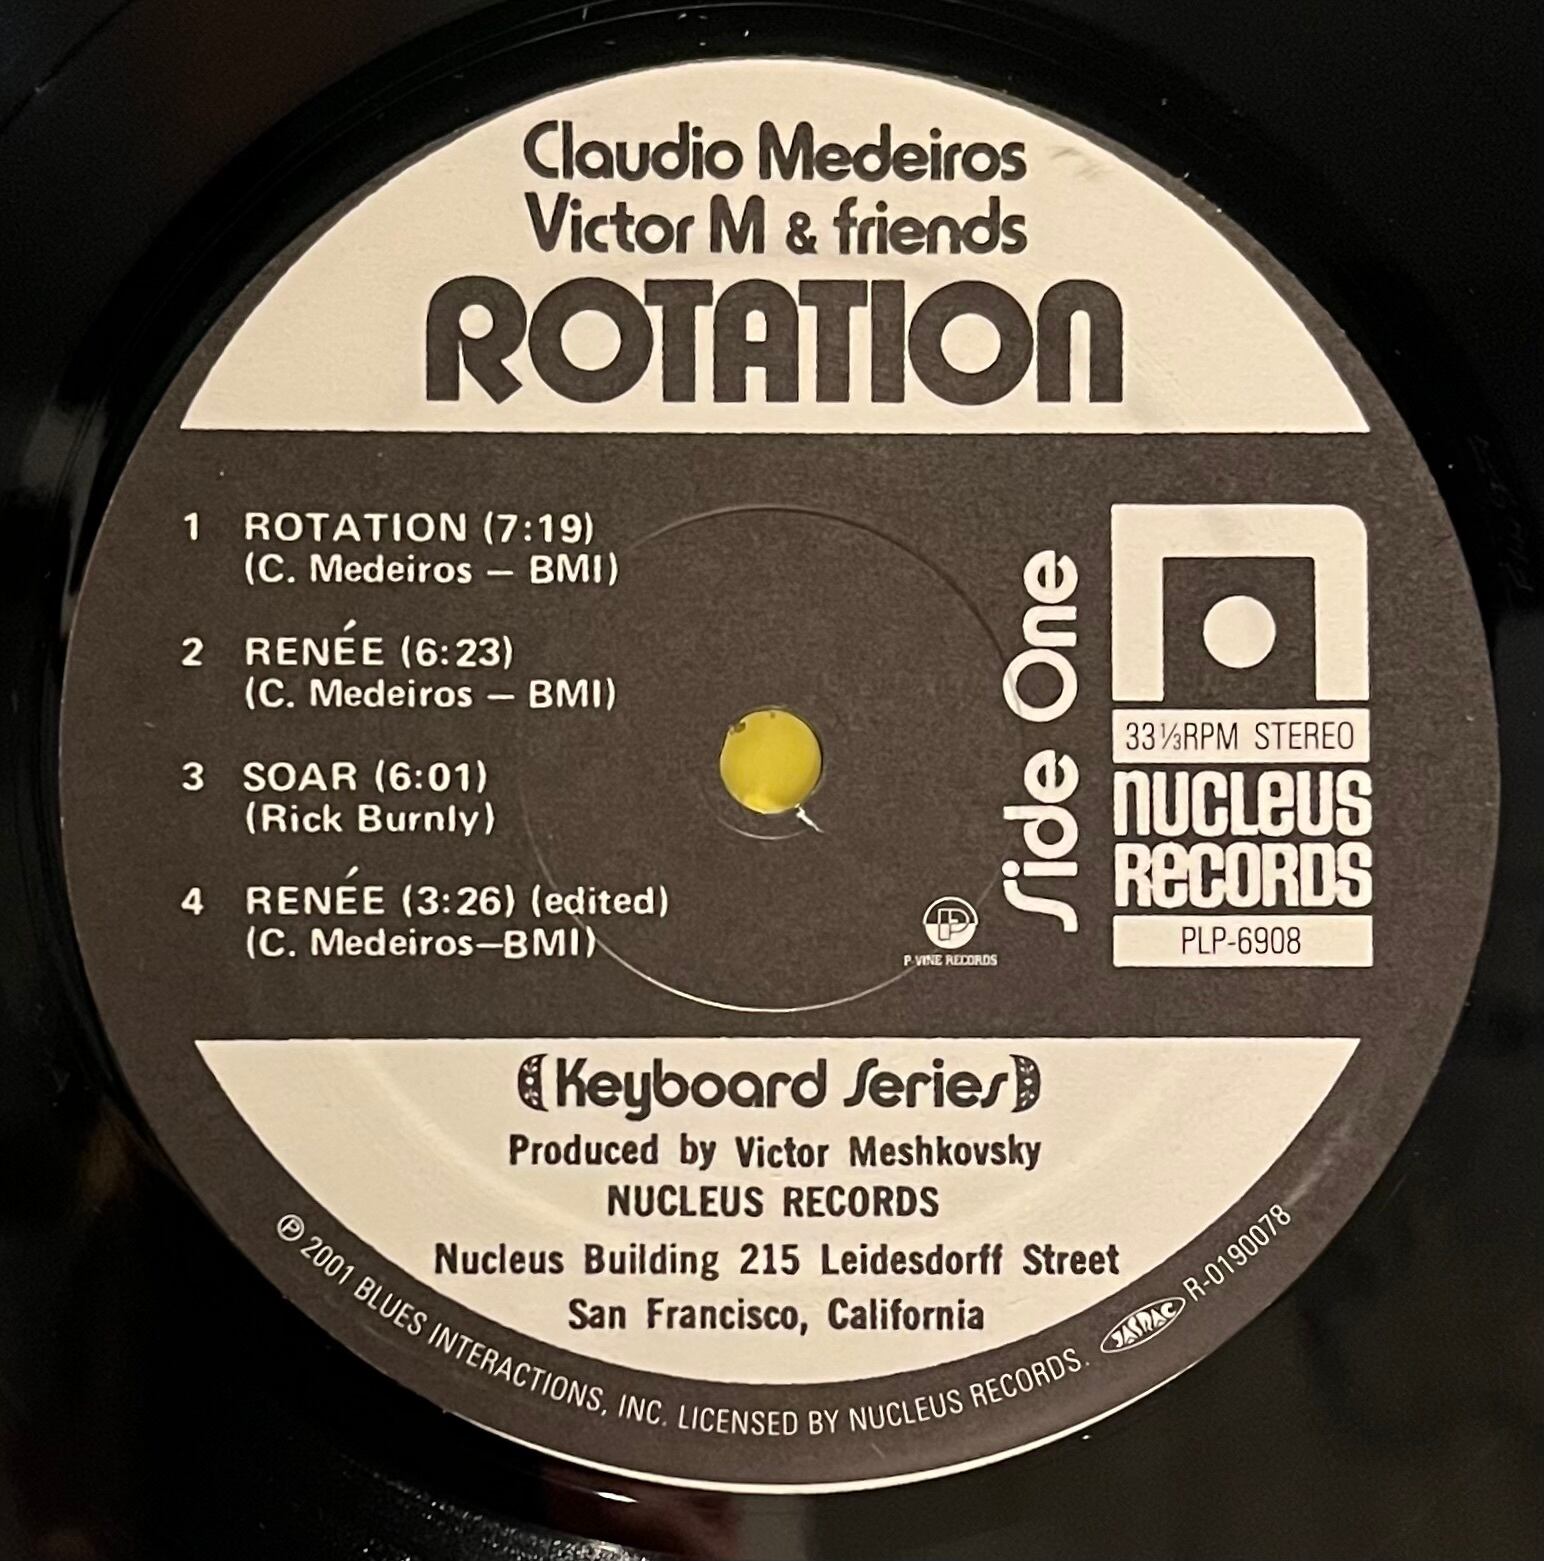 Claudio Medeiros
Victor M & friends
ROTATION
1 ROTATION (7:19)
(C. Medeiros — BMI)
2 RENÉE (6:23)
(C. Medeiros — BMI)
3 SOAR (6:01)
(Rick Burnly)
4 RENÉE (3:26) (edited)
(C. Medeiros—BMI)
P-VINE RECORDS
Side One
33⅓RPM STEREO
NUCLEUS
RECORDS
PLP-6908
Keyboard Series
Produced by Victor Meshkovsky
NUCLEUS RECORDS
Nucleus Building 215 Leidesdorff Street
San Francisco, California
℗ 2001 BLUES INTERACTIONS, INC. LICENSED BY NUCLEUS RECORDS. JASRAC R-0190078